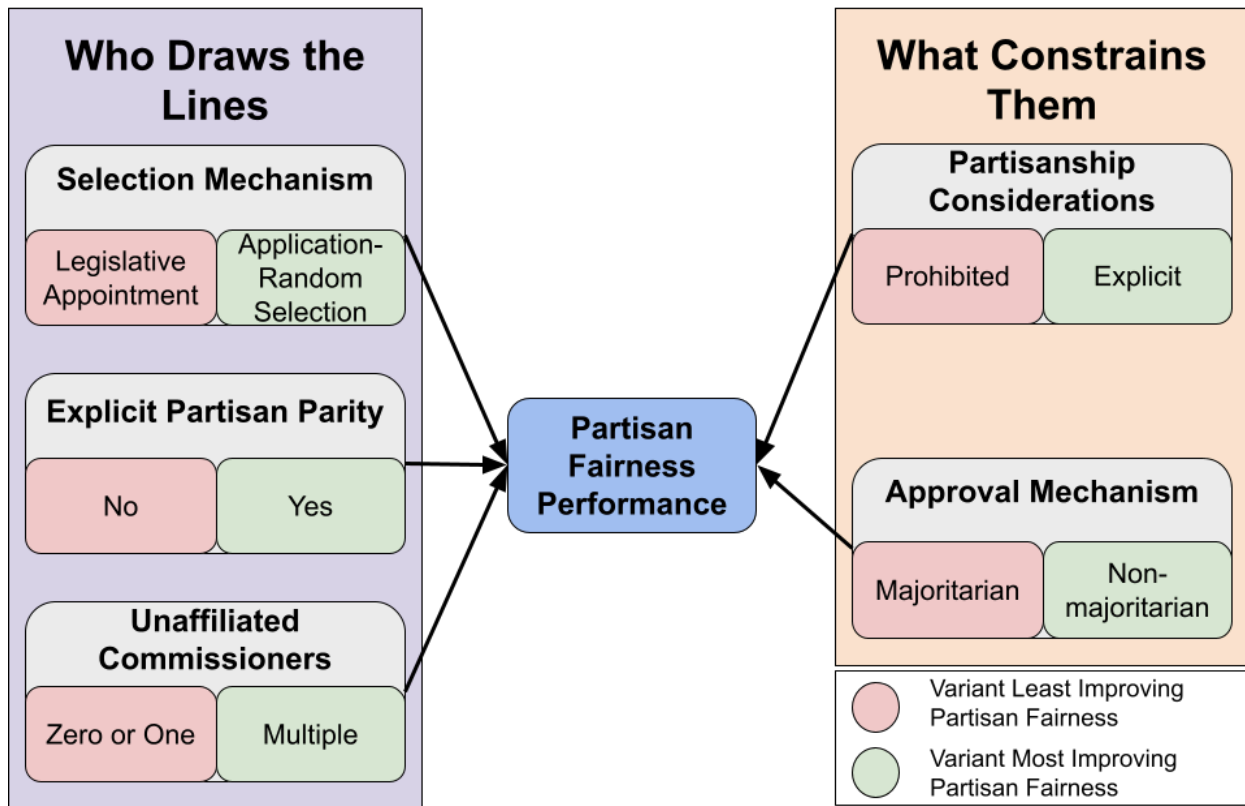 Who Draws the
Lines
Selection Mechanism
Legislative
Appointment
Application-
Random
Selection
Explicit Partisan Parity
No
Yes
Unaffiliated
Commissioners
Zero or One
Multiple
Partisan
Fairness
Performance
What Constrains
Them
Partisanship
Considerations
Prohibited
Explicit
Approval Mechanism
Majoritarian
Non-
majoritarian
Variant Least Improving
Partisan Fairness
Variant Most Improving
Partisan Fairness